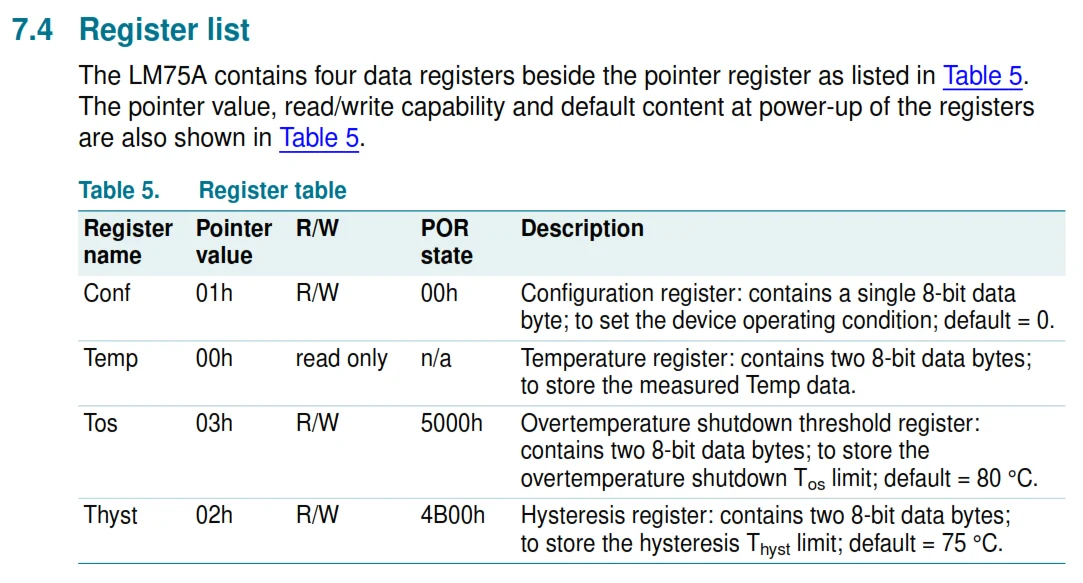 7.4 Register list
The LM75A contains four data registers beside the pointer register as listed in Table 5.
The pointer value, read/write capability and default content at power-up of the registers
are also shown in Table 5.
Table 5. Register table
Register name Pointer value R/W POR state Description
Conf 01h R/W 00h Configuration register: contains a single 8-bit data
byte; to set the device operating condition; default = 0.
Temp 00h read only n/a Temperature register: contains two 8-bit data bytes;
to store the measured Temp data.
Tos 03h R/W 5000h Overtemperature shutdown threshold register:
contains two 8-bit data bytes; to store the
overtemperature shutdown Tos limit; default = 80 °C.
Thyst 02h R/W 4B00h Hysteresis register: contains two 8-bit data bytes;
to store the hysteresis Thyst limit; default = 75 °C.